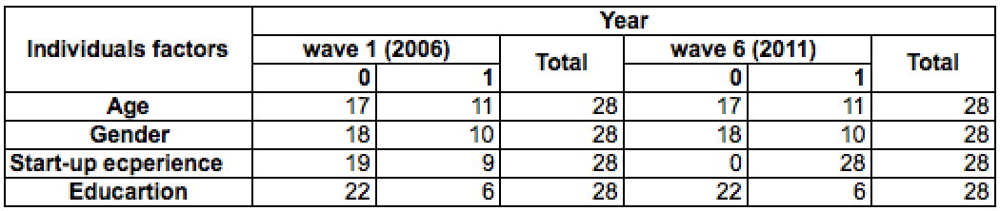 Individuals factors Year
wave 1 (2006) Total wave 6 (2011) Total
0 1 0 1
Age 17 11 28 17 11 28
Gender 18 10 28 18 10 28
Start-up ecperience 19 9 28 0 28 28
Educartion 22 6 28 22 6 28